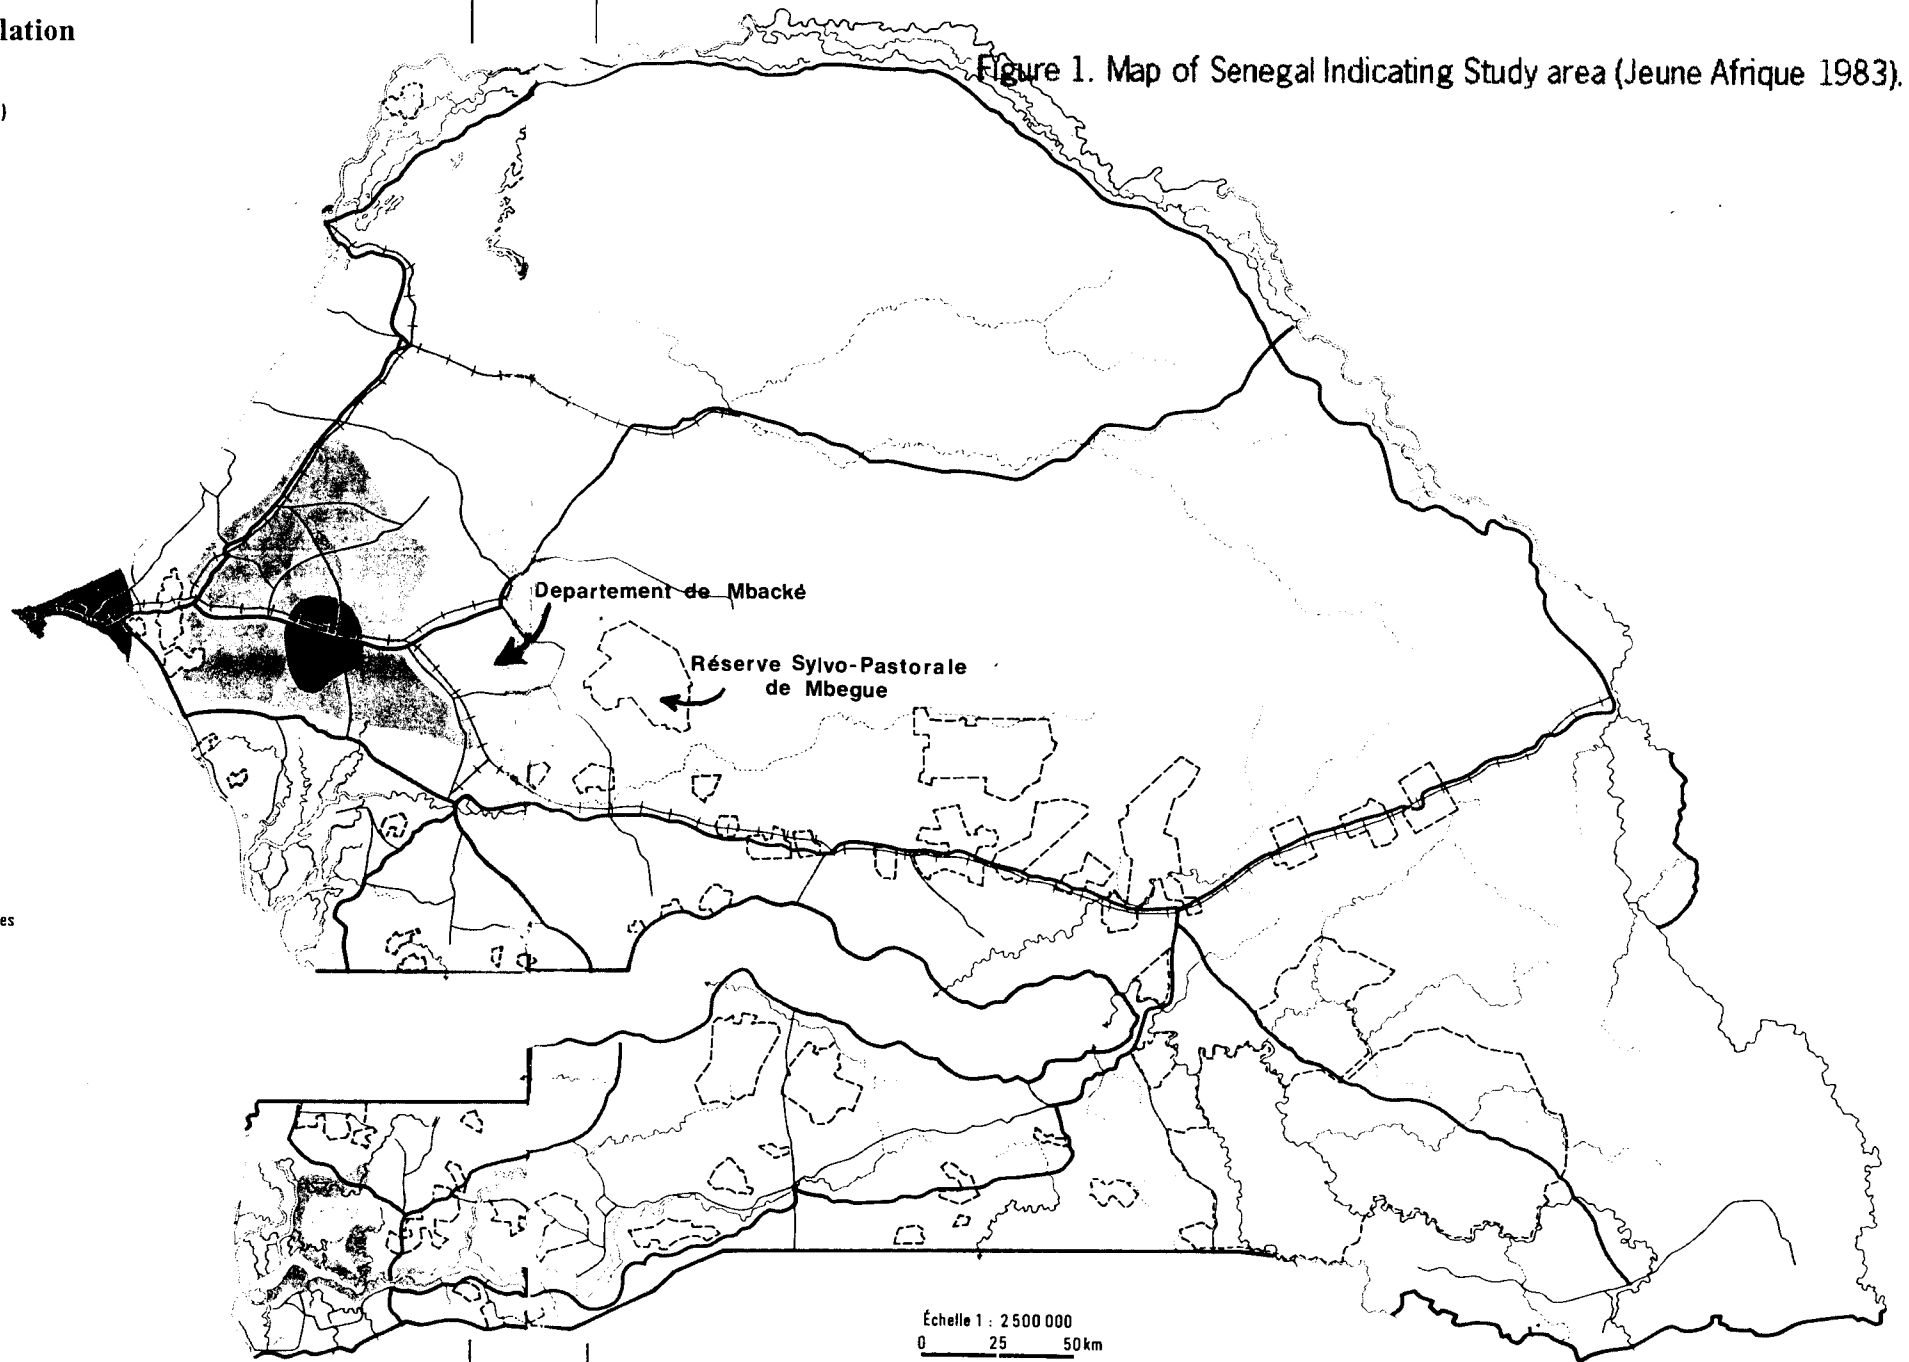 lation
Figure 1. Map of Senegal Indicating Study area (Jeune Afrique 1983).
)
Departement de Mbacké
Réserve Sylvo-Pastorale
de Mbegue
es
Échelle 1 : 2 500 000
0 25 50 km